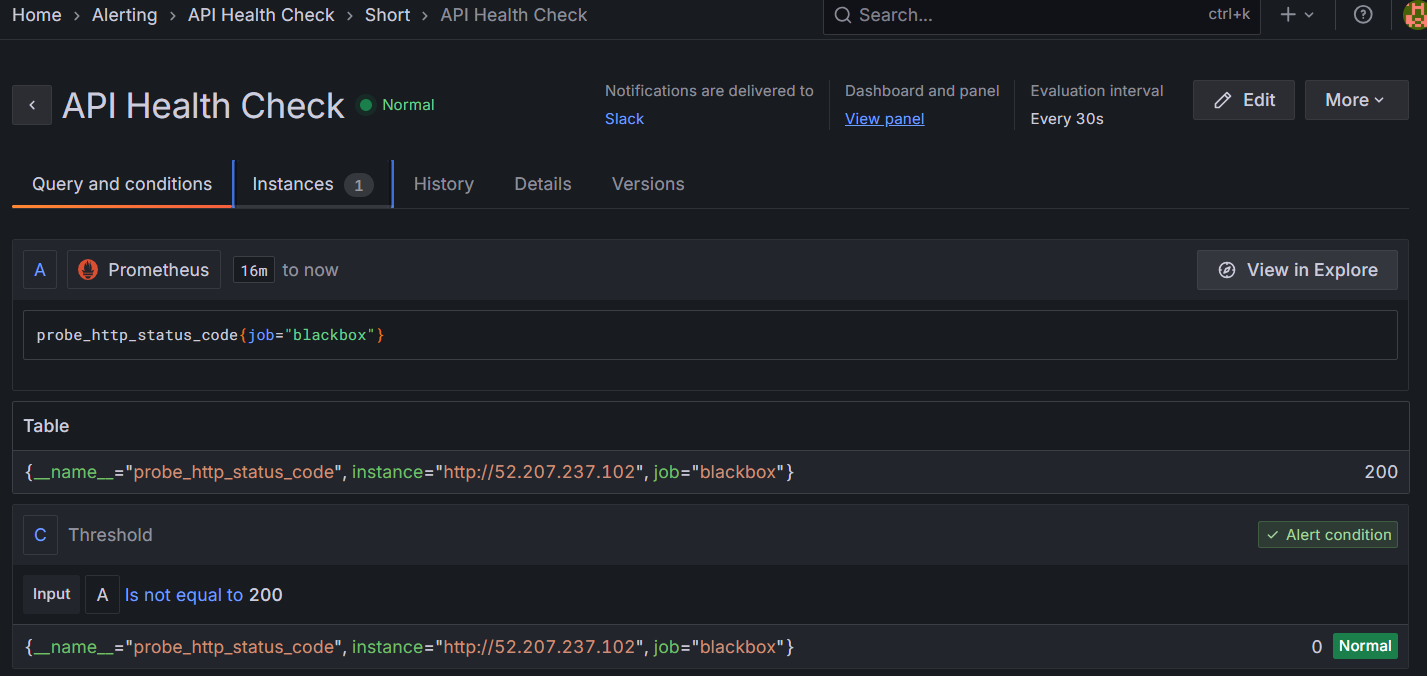 Home › Alerting › API Health Check › Short › API Health Check
Search... ctrl+k
API Health Check Normal
Notifications are delivered to
Slack
Dashboard and panel
View panel
Evaluation interval
Every 30s
Edit
More
Query and conditions Instances 1 History Details Versions
A Prometheus 16m to now View in Explore
probe_http_status_code{job="blackbox"}
Table
{__name__="probe_http_status_code", instance="http://52.207.237.102", job="blackbox"} 200
C Threshold Alert condition
Input A Is not equal to 200
{__name__="probe_http_status_code", instance="http://52.207.237.102", job="blackbox"} 0 Normal